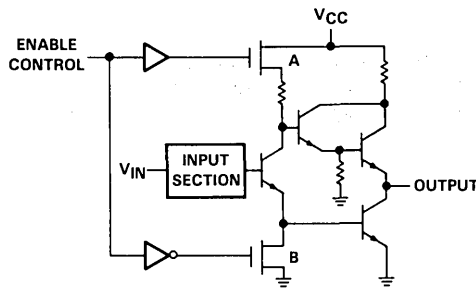 VCC
ENABLE
CONTROL
A
VIN
INPUT
SECTION
OUTPUT
B